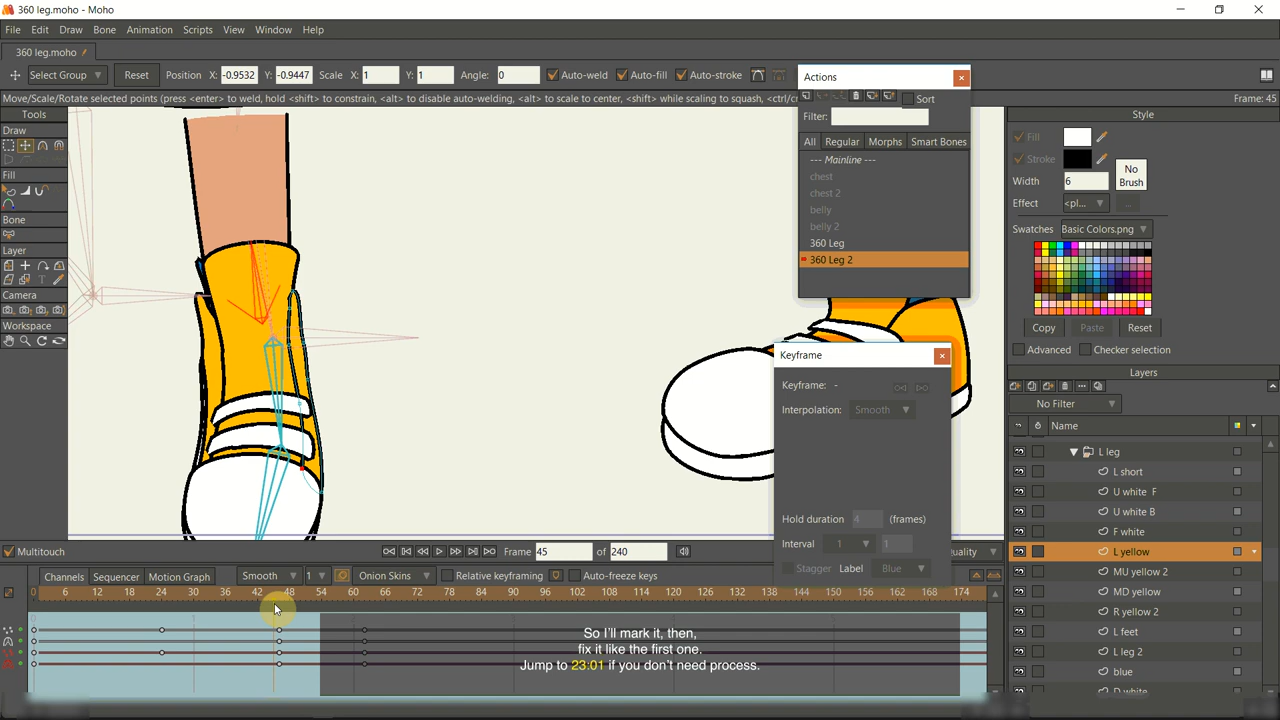 360 leg.moho - Moho
File Edit Draw Bone Animation Scripts View Window Help
360 leg.moho
Select Group Position X: -0.9532 Y: -0.9447 Scale X: 1 Y: 1 Angle: 0 Auto-weld Auto-fill Auto-stroke
Reset
Move/Scale/Rotate selected points (press <enter> to weld, hold <shift> to constrain, <alt> to disable auto-welding, <alt> to scale to center, <shift> while scaling to squash, <ctrl/c
Frame: 45
Tools
Draw
Fill
Bone
Layer
Camera
Workspace
Actions
Sort
Filter:
All Regular Morphs Smart Bones
--- Mainline ---
chest
chest 2
belly
belly 2
360 Leg
360 Leg 2
Keyframe
Keyframe: -
Interpolation: Smooth
Hold duration 4 (frames)
Interval 1 1
Stagger Label Blue
Style
Fill
Stroke
No
Brush
Width 6
Effect <pl... ...
Swatches Basic Colors.png
Copy Paste Reset
Advanced Checker selection
Layers
No Filter
Name
L leg
L short
U white F
U white B
F white
L yellow
MU yellow 2
MD yellow
R yellow 2
L feet
L leg 2
blue
D white
Multitouch
Frame 45 of 240
uality
Channels Sequencer Motion Graph Smooth 1 Onion Skins Relative keyframing Auto-freeze keys
0 6 12 18 24 30 36 42 48 54 60 66 72 78 84 90 96 102 108 114 120 126 132 138 144 150 156 162 168 174
0 1 2 3 4 5 6 7
So I'll mark it, then,
fix it like the first one.
Jump to 23:01 if you don't need process.